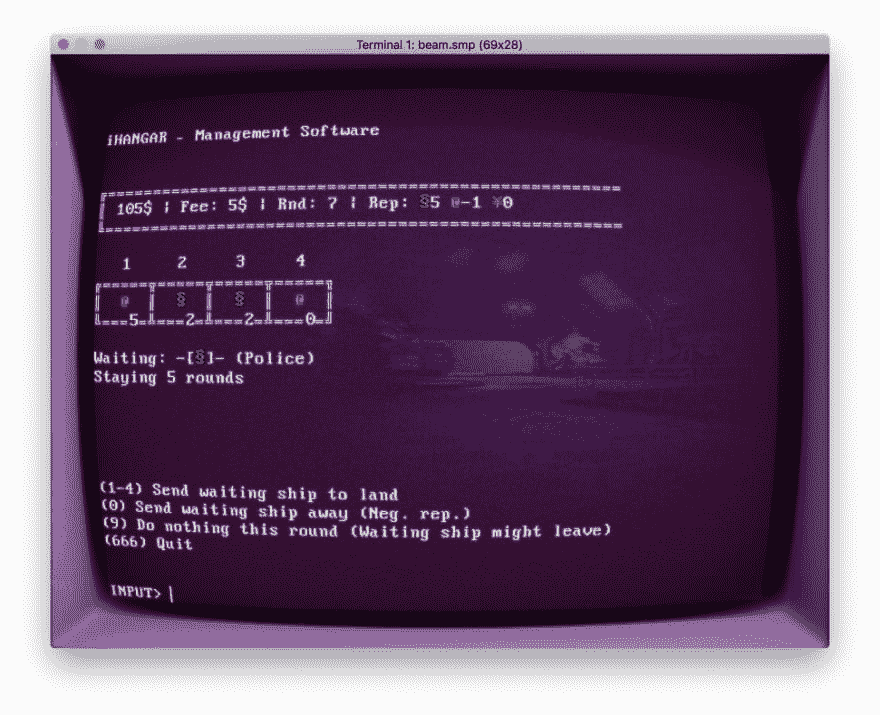 Terminal 1: beam.smp (69x28)
iHANGAR - Management Software
105$ ¦ Fee: 5$ ¦ Rnd: 7 ¦ Rep: §5 @-1 ¥0
1 2 3 4
@ § § @
5 2 2 0
Waiting: -[§]- (Police)
Staying 5 rounds
(1-4) Send waiting ship to land
(0) Send waiting ship away (Neg. rep.)
(9) Do nothing this round (Waiting ship might leave)
(666) Quit
INPUT>